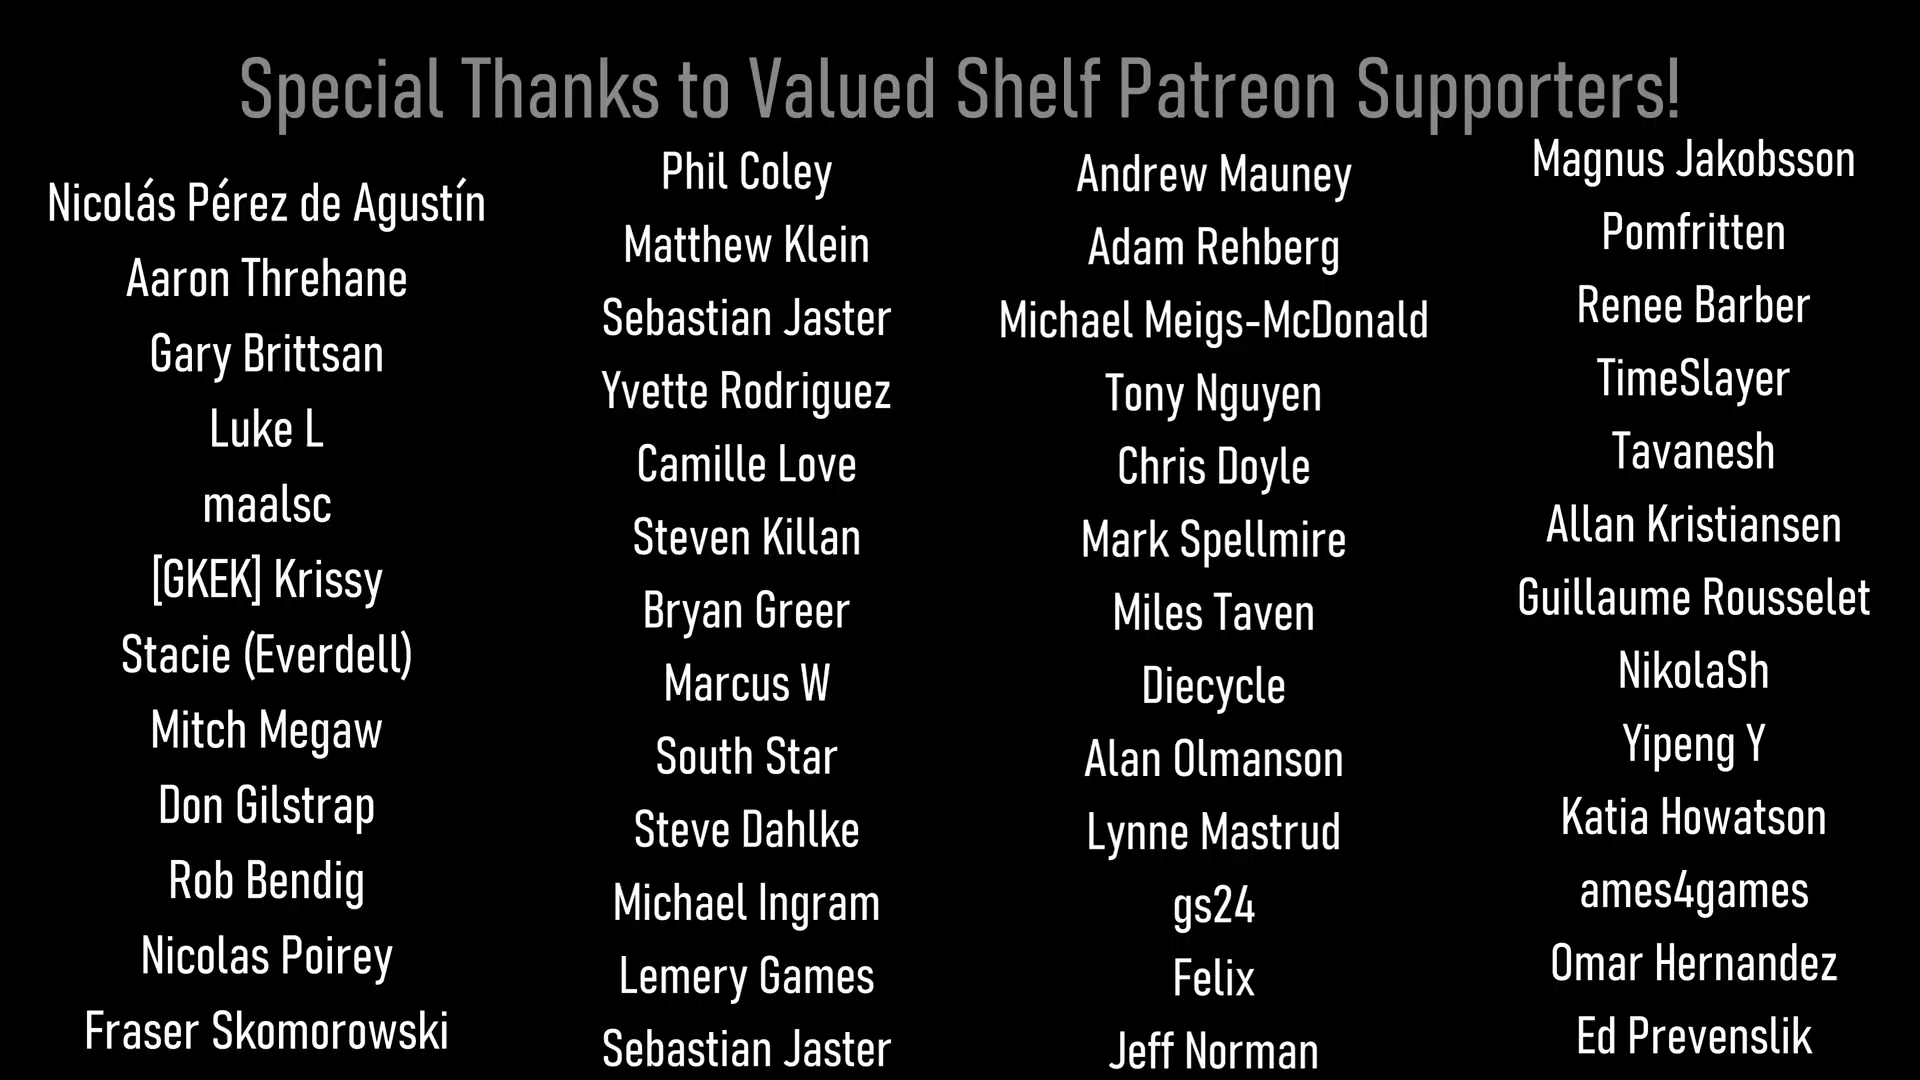 Special Thanks to Valued Shelf Patreon Supporters!
Nicolás Pérez de Agustín
Aaron Threhane
Gary Brittsan
Luke L
maalsc
[GKEK] Krissy
Stacie (Everdell)
Mitch Megaw
Don Gilstrap
Rob Bendig
Nicolas Poirey
Fraser Skomorowski
Phil Coley
Matthew Klein
Sebastian Jaster
Yvette Rodriguez
Camille Love
Steven Killan
Bryan Greer
Marcus W
South Star
Steve Dahlke
Michael Ingram
Lemery Games
Sebastian Jaster
Andrew Mauney
Adam Rehberg
Michael Meigs-McDonald
Tony Nguyen
Chris Doyle
Mark Spellmire
Miles Taven
Diecycle
Alan Olmanson
Lynne Mastrud
gs24
Felix
Jeff Norman
Magnus Jakobsson
Pomfritten
Renee Barber
TimeSlayer
Tavanesh
Allan Kristiansen
Guillaume Rousselet
NikolaSh
Yipeng Y
Katia Howatson
ames4games
Omar Hernandez
Ed Prevenslik